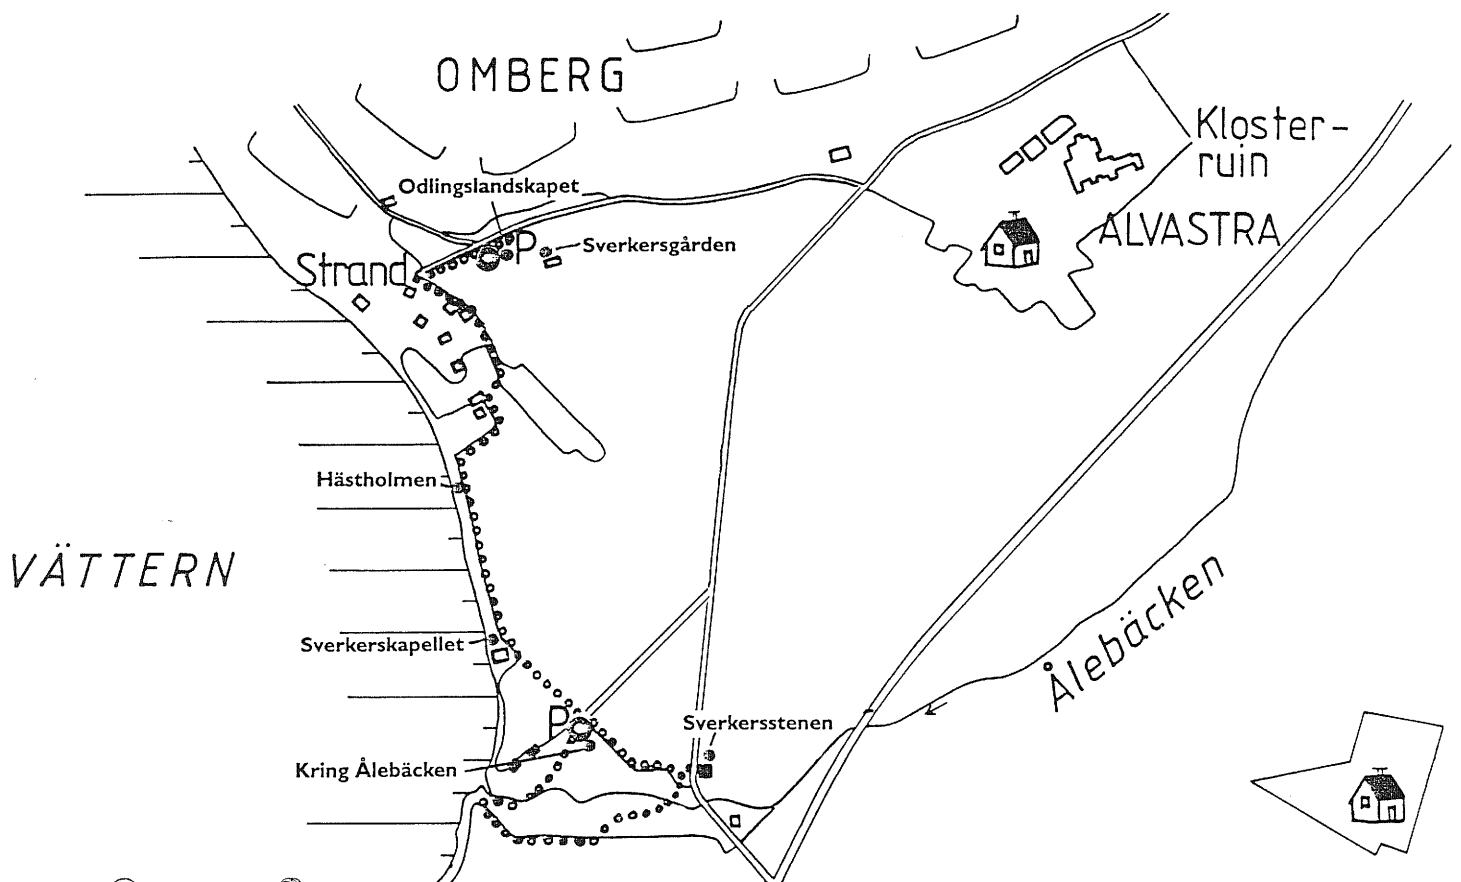 OMBERG
Kloster-
ruin
Odlingslandskapet
ALVASTRA
P
Sverkersgården
Strand
Hästholmen
VÄTTERN
Ålebäcken
Sverkerskapellet
P
Sverkersstenen
Kring Ålebäcken